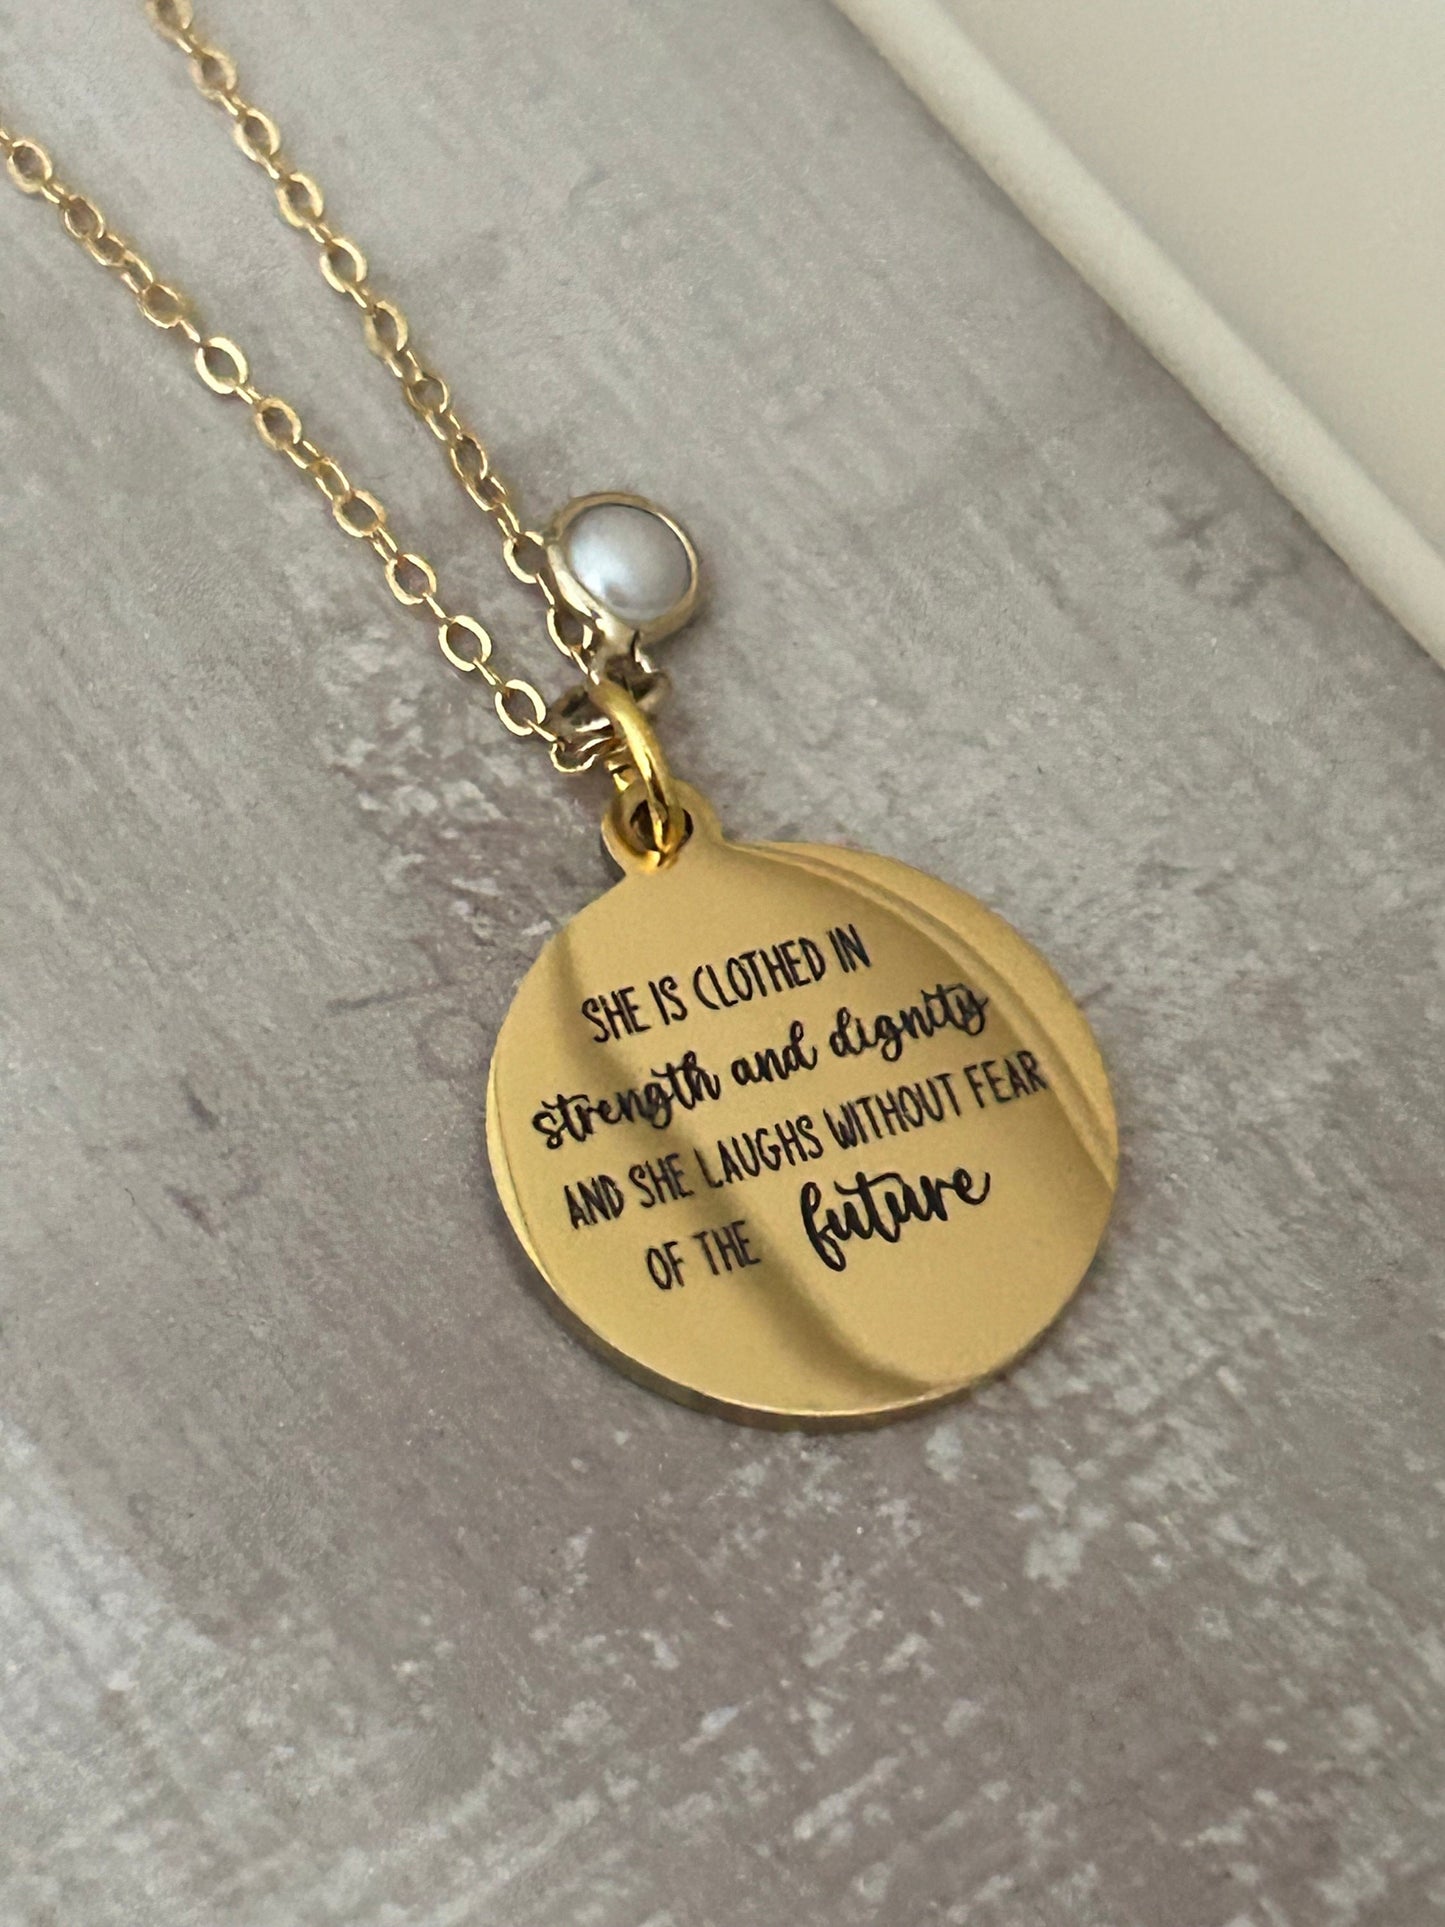 SHE IS CLOTHED IN
strength and dignity
AND SHE LAUGHS WITHOUT FEAR
OF THE future